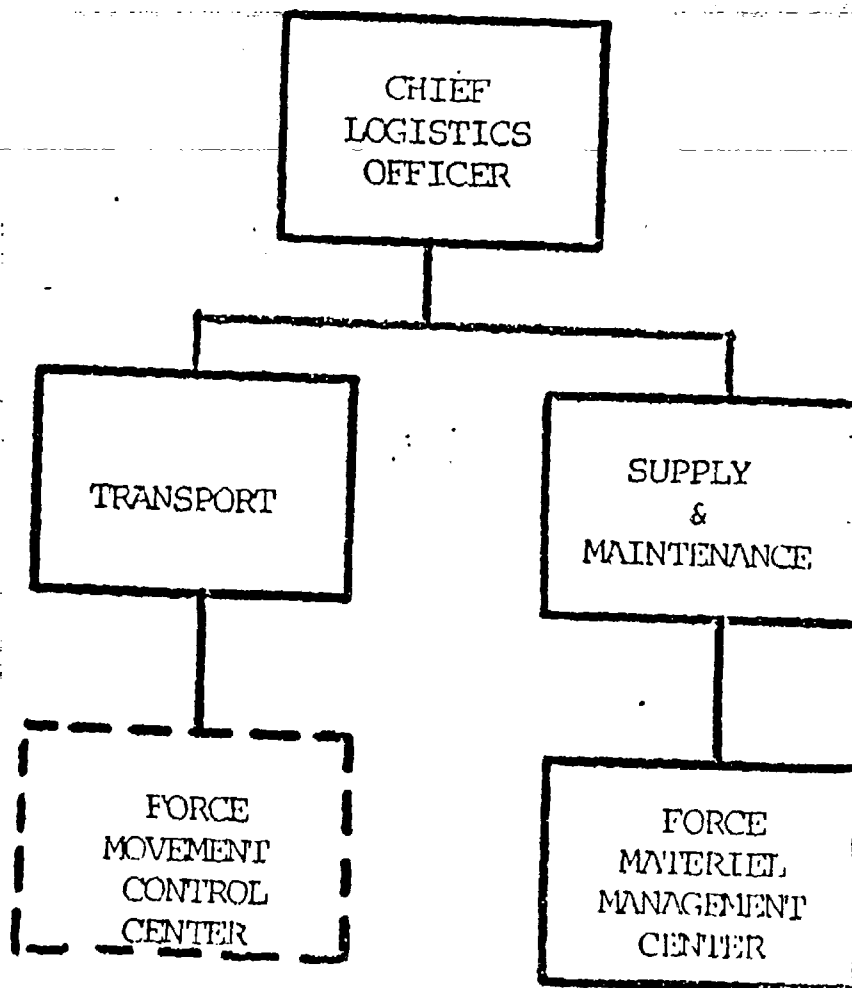 CHIEF
LOGISTICS
OFFICER
TRANSPORT
SUPPLY
&
MAINTENANCE
FORCE
MOVEMENT
CONTROL
CENTER
FORCE
MATERIEL
MANAGEMENT
CENTER